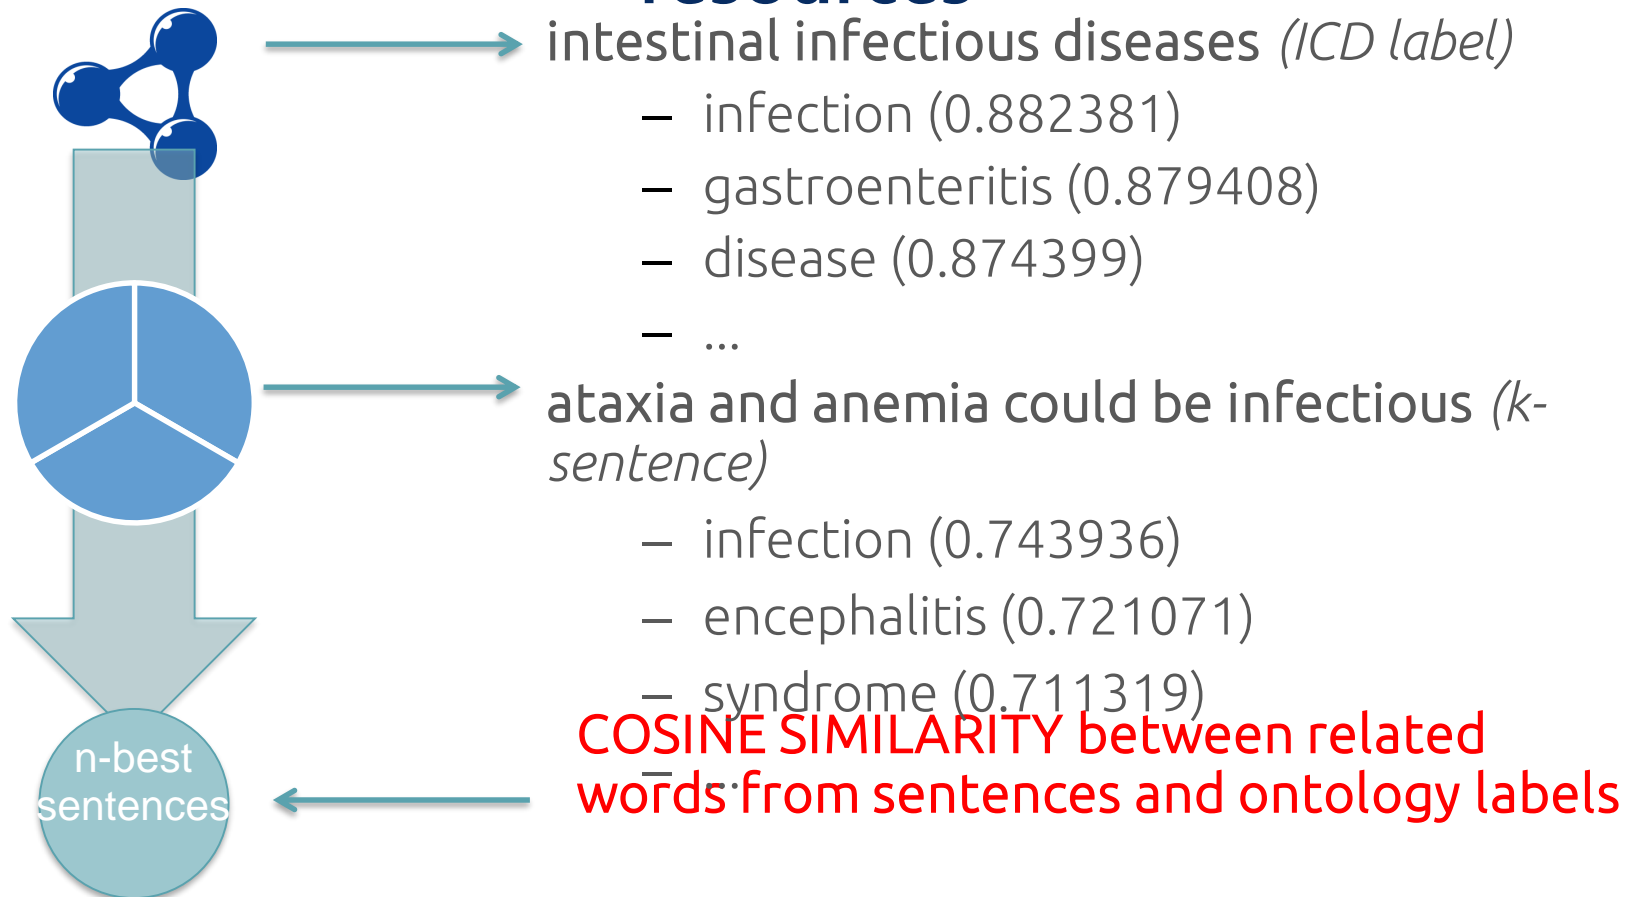 resources
intestinal infectious diseases (ICD label)
– infection (0.882381)
– gastroenteritis (0.879408)
– disease (0.874399)
– ...
ataxia and anemia could be infectious (k-
sentence)
– infection (0.743936)
– encephalitis (0.721071)
– syndrome (0.711319)
– ...
COSINE SIMILARITY between related
words from sentences and ontology labels
n-best
sentences